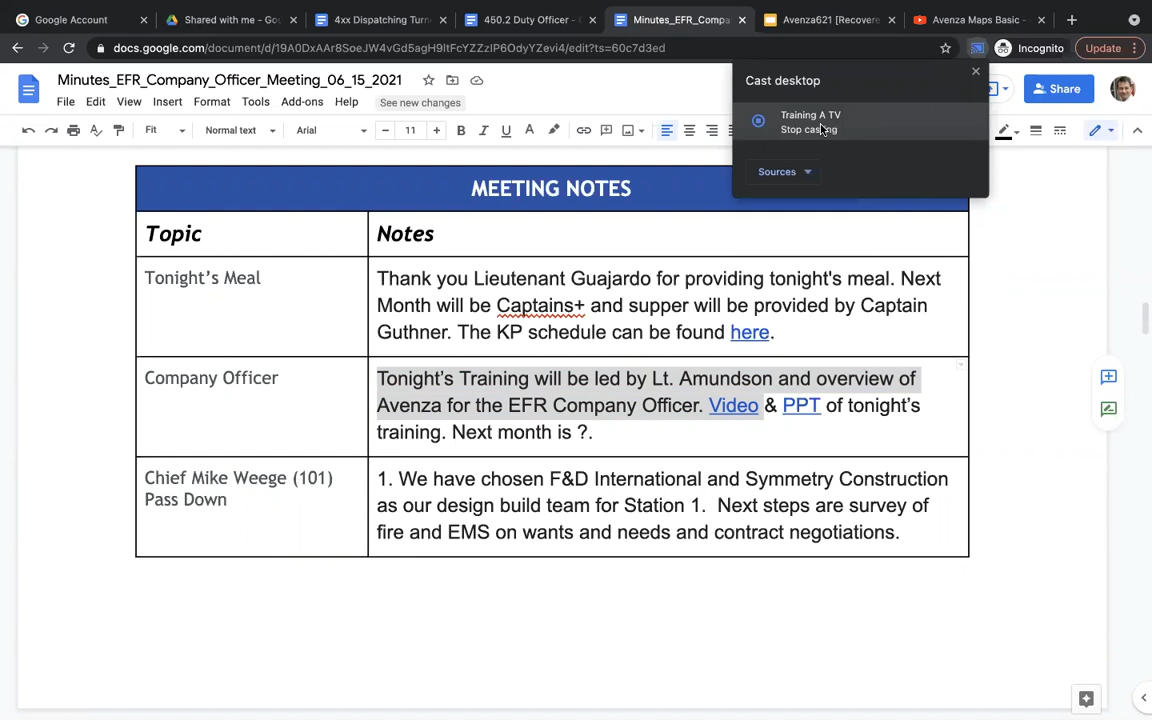 Google Account
Shared with me - Goo
4xx Dispatching Turn
450.2 Duty Officer - G
Minutes_EFR_Compa
Avenza621 [Recovere
Avenza Maps Basic -
docs.google.com/document/d/19A0DxAAr8SoeJW4vGd5agH9ltFcYZZzIP6OdyYZevi4/edit?ts=60c7d3ed
Incognito
Update
Minutes_EFR_Company_Officer_Meeting_06_15_2021
Share
File Edit View Insert Format Tools Add-ons Help See new changes
Fit Normal text Arial 11 B I U A
Cast desktop
Training A TV
Stop casting
Sources
MEETING NOTES
Topic
Notes
Tonight's Meal
Thank you Lieutenant Guajardo for providing tonight's meal. Next
Month will be Captains+ and supper will be provided by Captain
Guthner. The KP schedule can be found here.
Company Officer
Tonight's Training will be led by Lt. Amundson and overview of
Avenza for the EFR Company Officer. Video & PPT of tonight's
training. Next month is ?.
Chief Mike Weege (101)
Pass Down
1. We have chosen F&D International and Symmetry Construction
as our design build team for Station 1. Next steps are survey of
fire and EMS on wants and needs and contract negotiations.